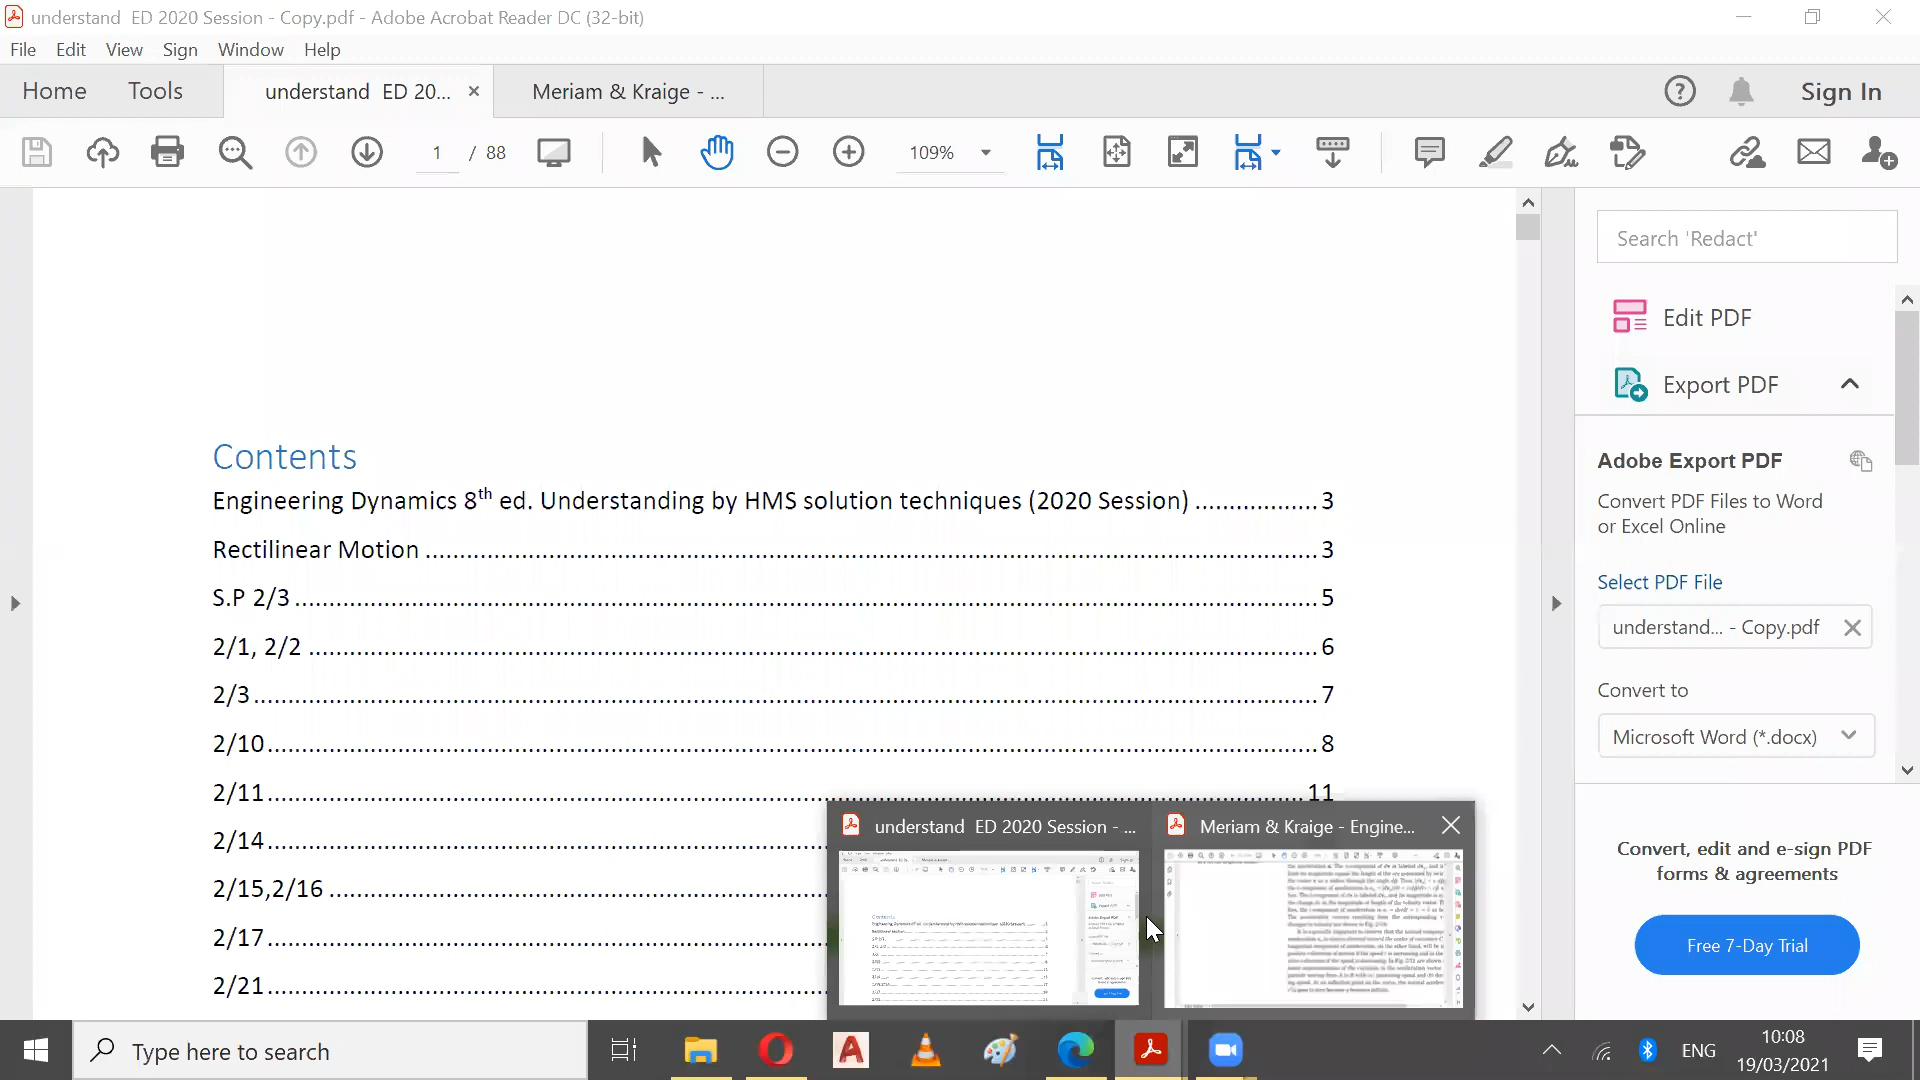 understand ED 2020 Session - Copy.pdf - Adobe Acrobat Reader DC (32-bit)
File Edit View Sign Window Help
Home Tools understand ED 20... × Meriam & Kraige - ... Sign In
1 / 88 109%
Search 'Redact'
Edit PDF
Export PDF
Adobe Export PDF
Convert PDF Files to Word
or Excel Online
Select PDF File
understand... - Copy.pdf
Convert to
Microsoft Word (*.docx)
Convert, edit and e-sign PDF
forms & agreements
Free 7-Day Trial
Contents
Engineering Dynamics 8th ed. Understanding by HMS solution techniques (2020 Session) ................. 3
Rectilinear Motion ................. 3
S.P 2/3 ................. 5
2/1, 2/2 ................. 6
2/3 ................. 7
2/10 ................. 8
2/11 ................. 11
2/14 .................
2/15,2/16 .................
2/17 .................
2/21 .................
understand ED 2020 Session - ...
Meriam & Kraige - Engine...
Type here to search
ENG
10:08
19/03/2021